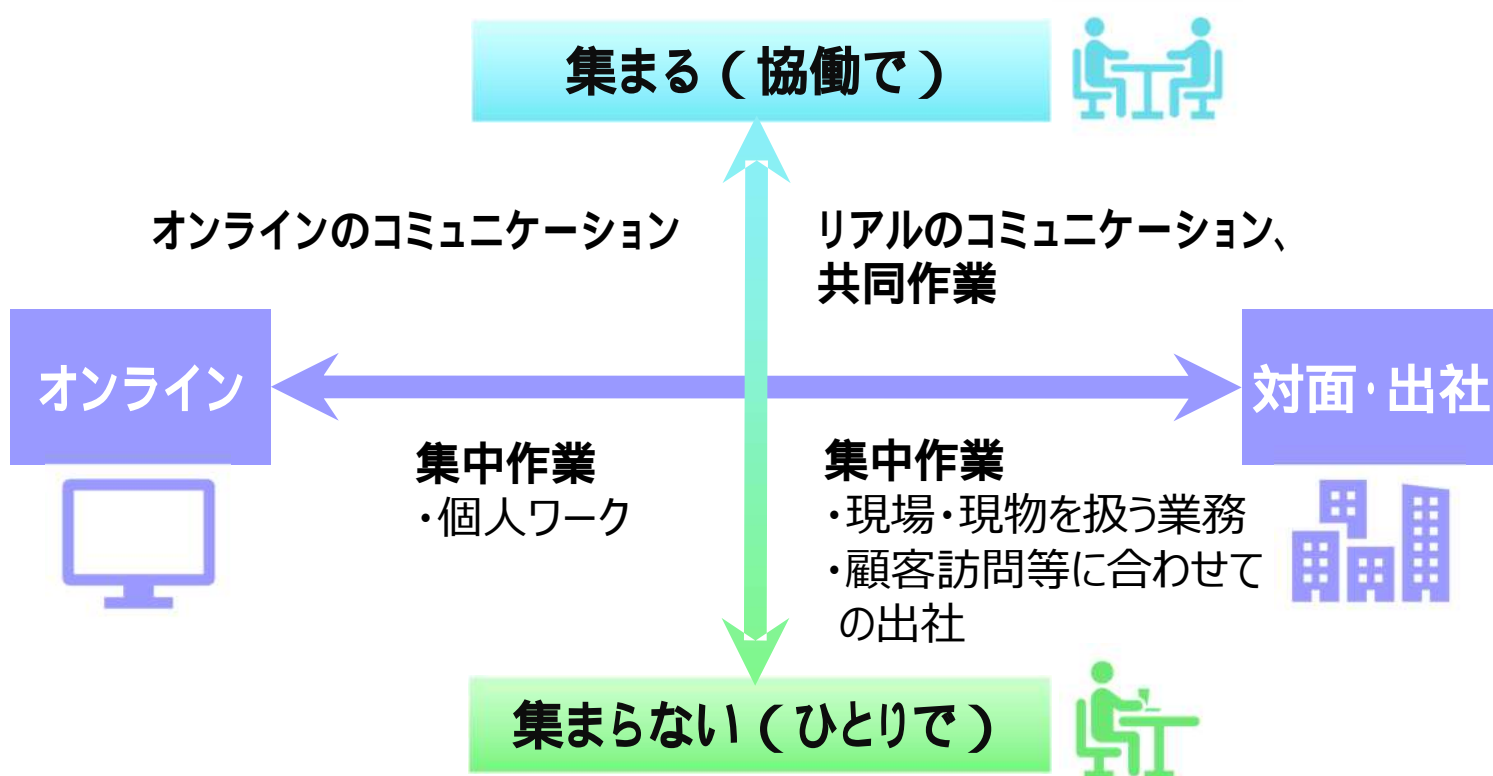 集まる（協働で）
オンラインのコミュニケーション
リアルのコミュニケーション、
共同作業
オンライン
対面・出社
集中作業
・個人ワーク
集中作業
・現場・現物を扱う業務
・顧客訪問等に合わせて
の出社
集まらない（ひとりで）